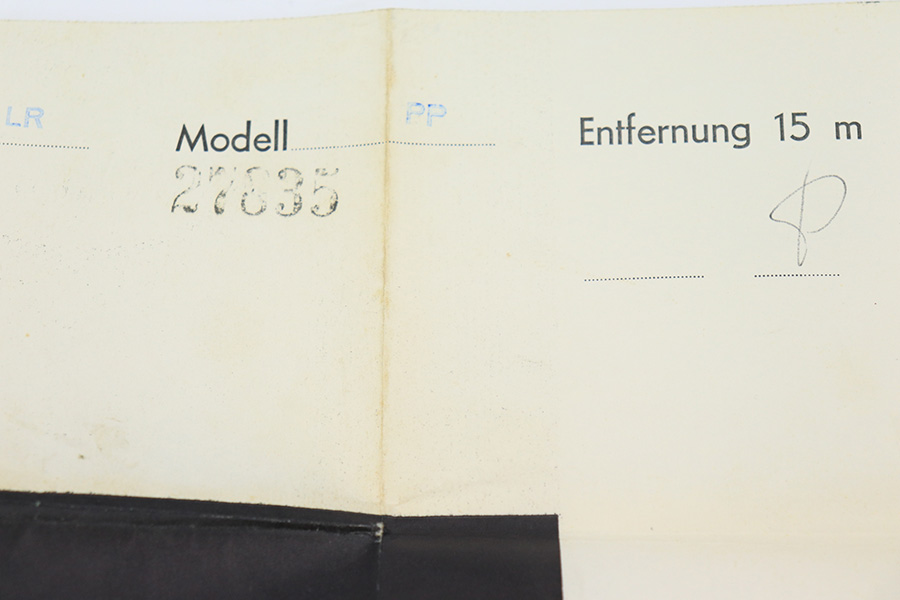 LR Modell PP Entfernung 15 m
27835